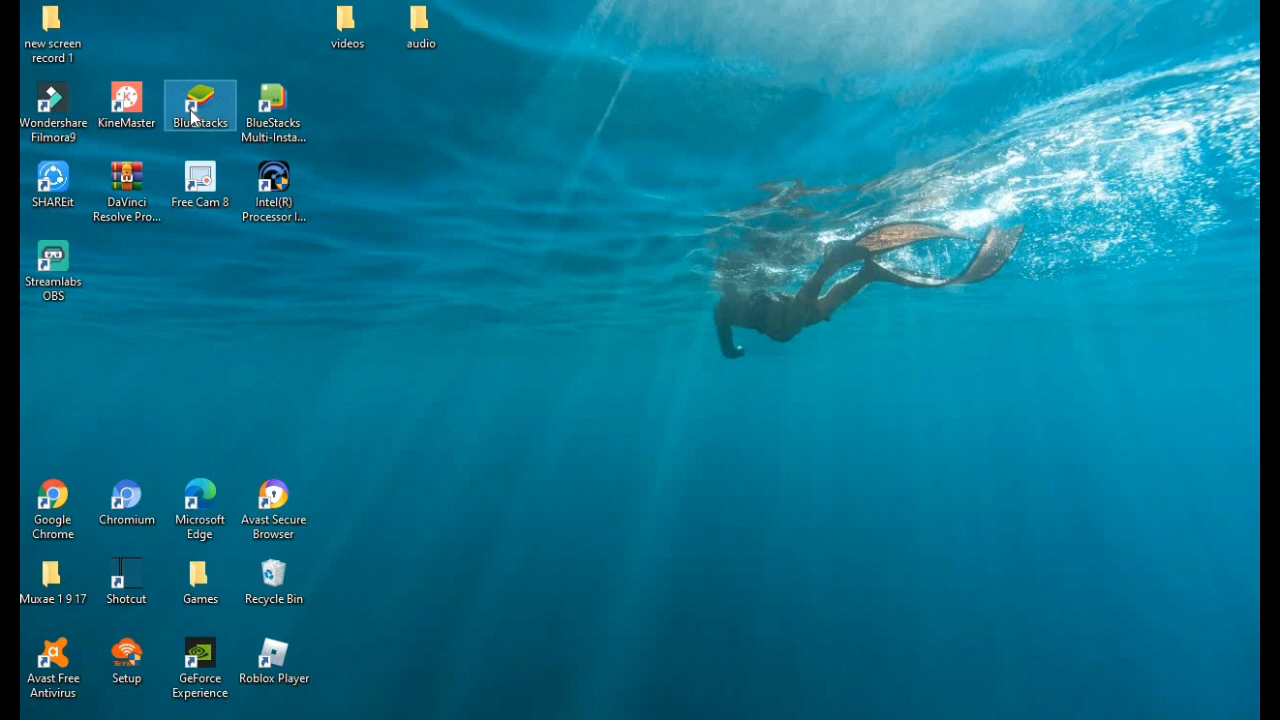 new screen
record 1
videos
audio
Wondershare
Filmora9
KineMaster
BlueStacks
BlueStacks
Multi-Insta...
SHAREit
DaVinci
Resolve Pro...
Free Cam 8
Intel(R)
Processor I...
Streamlabs
OBS
Google
Chrome
Chromium
Microsoft
Edge
Avast Secure
Browser
Muxae 1 9 17
Shotcut
Games
Recycle Bin
Avast Free
Antivirus
Setup
GeForce
Experience
Roblox Player